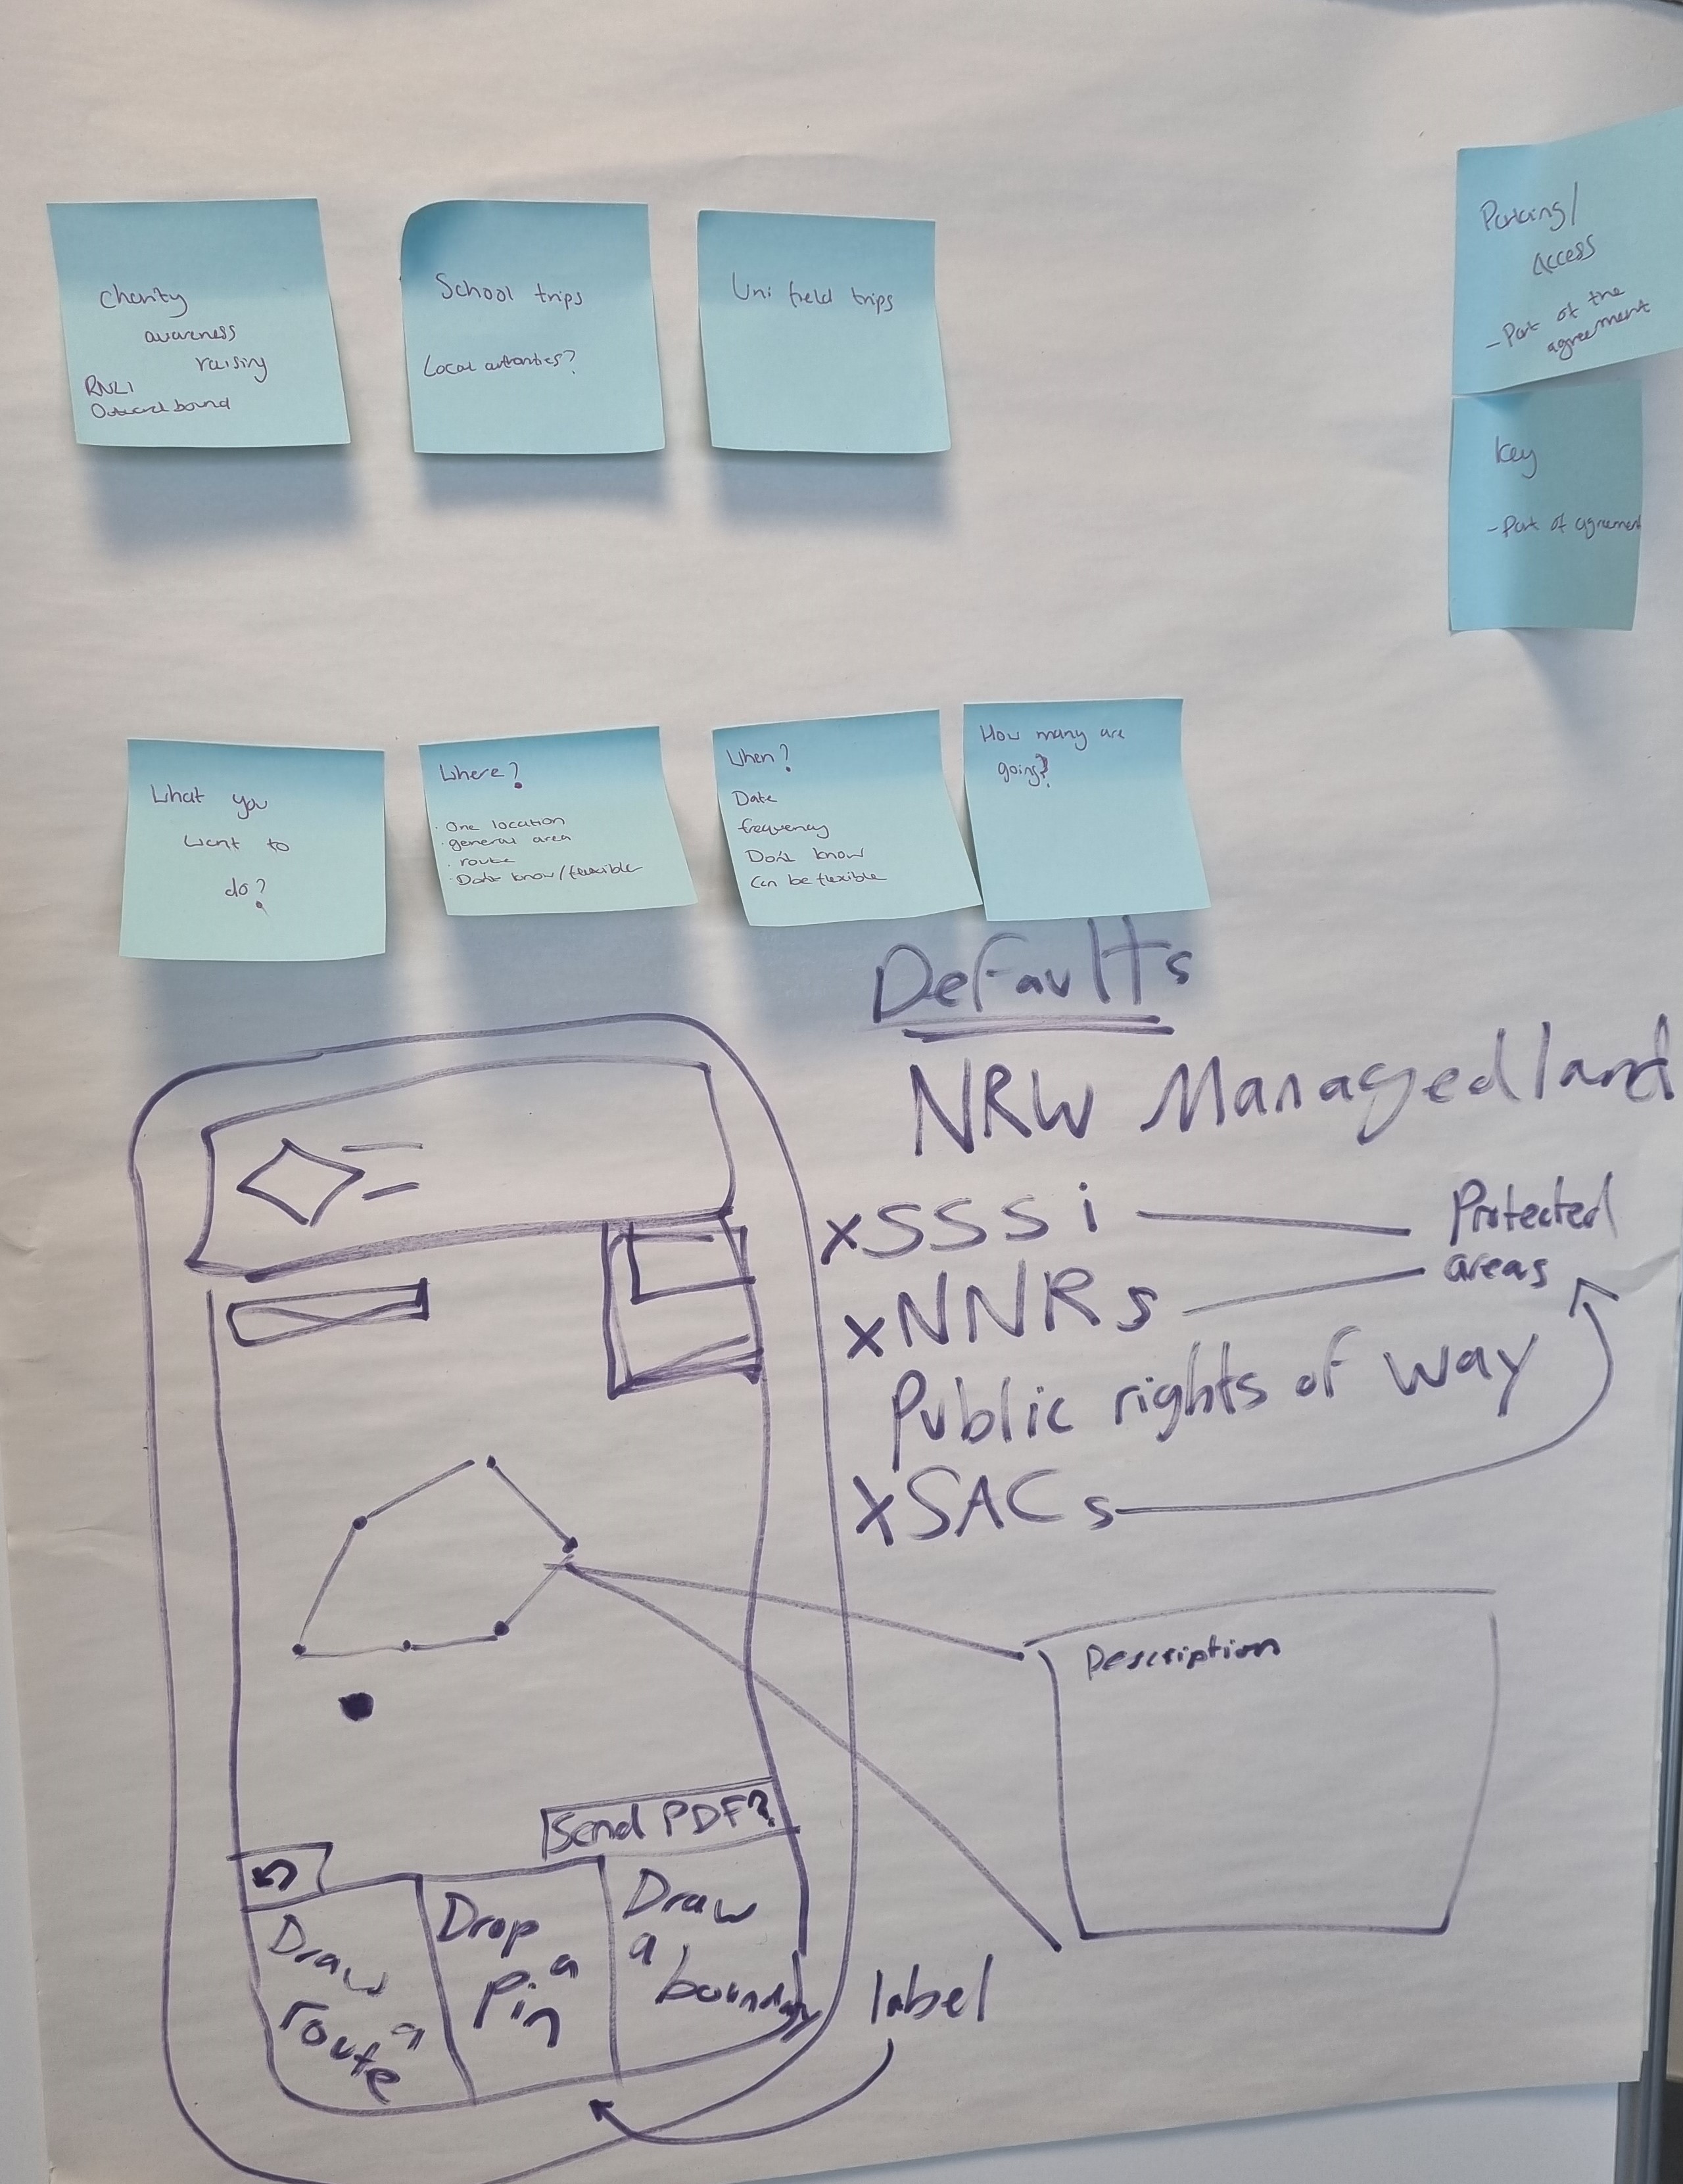 Charity
awareness
raising
RNLI
Outward bound
School trips
Local authorities?
Uni field trips
Parking/
access
- Part of the
agreement
key
- Part of agreement
What you
want to
do?
Where?
· One location
· general area
· route
· Don't know/flexible
When?
Date
frequency
Don't know
Can be flexible
How many are
going?
Defaults
NRW Managed land
xSSSi
Protected
areas
xNNRs
Public rights of way
xSACs
Description
Send PDF?
Draw
a
route
Drop
a
pin
Draw
a
boundary
label